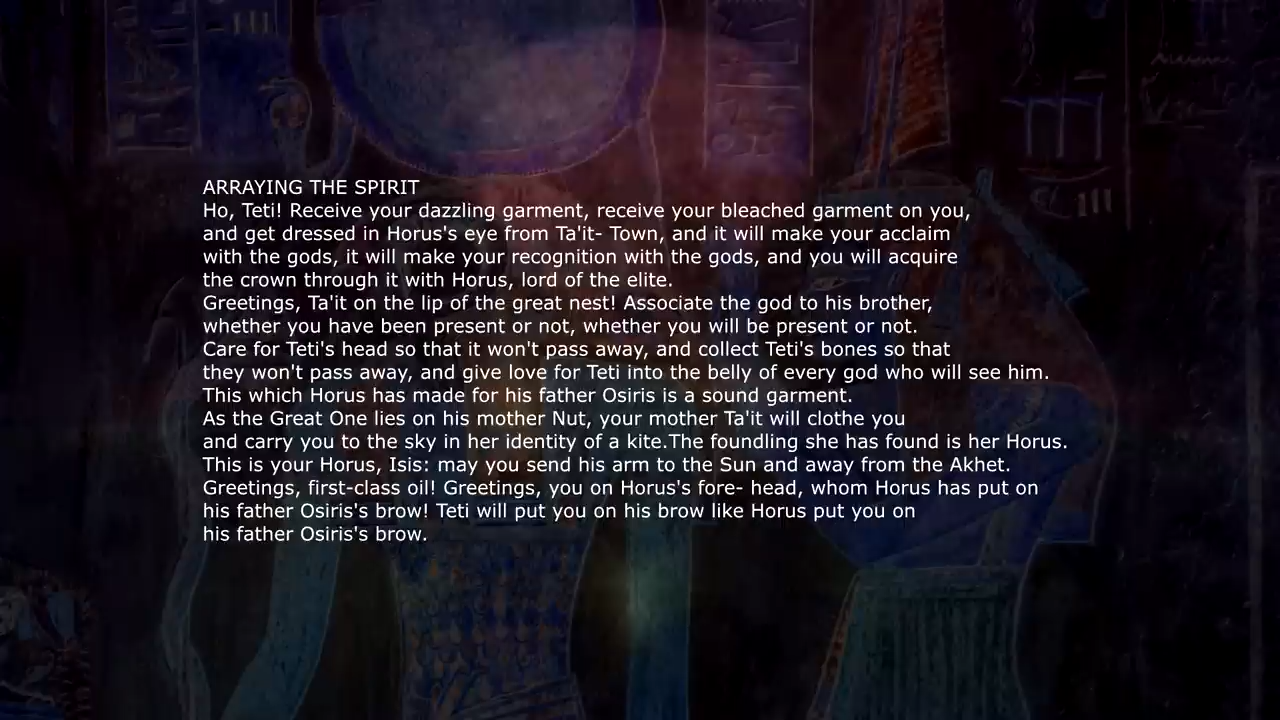 ARRAYING THE SPIRIT
Ho, Teti! Receive your dazzling garment, receive your bleached garment on you,
and get dressed in Horus's eye from Ta'it- Town, and it will make your acclaim
with the gods, it will make your recognition with the gods, and you will acquire
the crown through it with Horus, lord of the elite.
Greetings, Ta'it on the lip of the great nest! Associate the god to his brother,
whether you have been present or not, whether you will be present or not.
Care for Teti's head so that it won't pass away, and collect Teti's bones so that
they won't pass away, and give love for Teti into the belly of every god who will see him.
This which Horus has made for his father Osiris is a sound garment.
As the Great One lies on his mother Nut, your mother Ta'it will clothe you
and carry you to the sky in her identity of a kite.The foundling she has found is her Horus.
This is your Horus, Isis: may you send his arm to the Sun and away from the Akhet.
Greetings, first-class oil! Greetings, you on Horus's fore- head, whom Horus has put on
his father Osiris's brow! Teti will put you on his brow like Horus put you on
his father Osiris's brow.